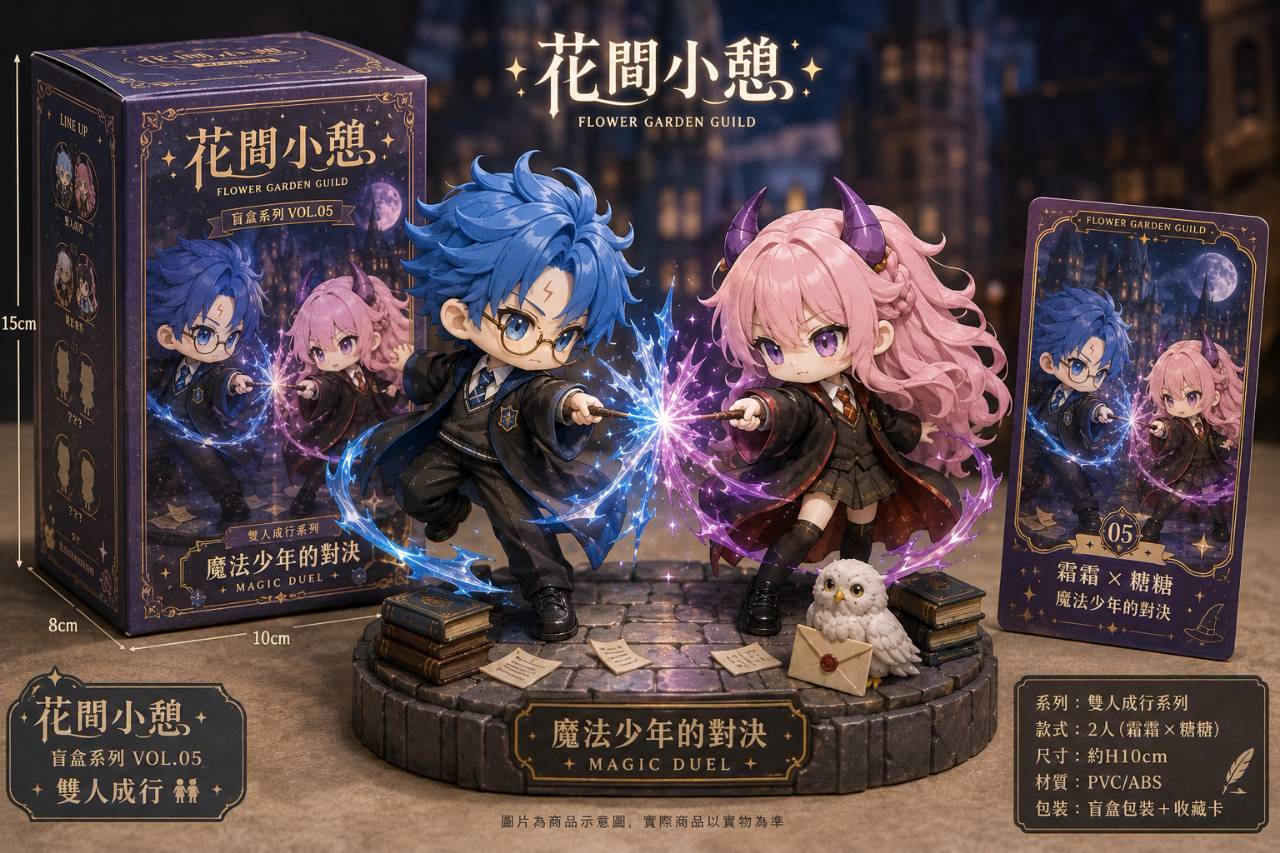 花間小憩
FLOWER GARDEN GUILD
花間小憩
LINE UP
花間小憩
FLOWER GARDEN GUILD
盲盒系列 VOL.05
???
???
雙人成行系列
魔法少年的對決
MAGIC DUEL
15cm
8cm
10cm
FLOWER GARDEN GUILD
05
霜霜 × 糖糖
魔法少年的對決
魔法少年的對決
MAGIC DUEL
花間小憩
盲盒系列 VOL.05
雙人成行
系列：雙人成行系列
款式：2人(霜霜×糖糖)
尺寸：約H10cm
材質：PVC/ABS
包裝：盲盒包裝＋收藏卡
圖片為商品示意圖，實際商品以實物為準